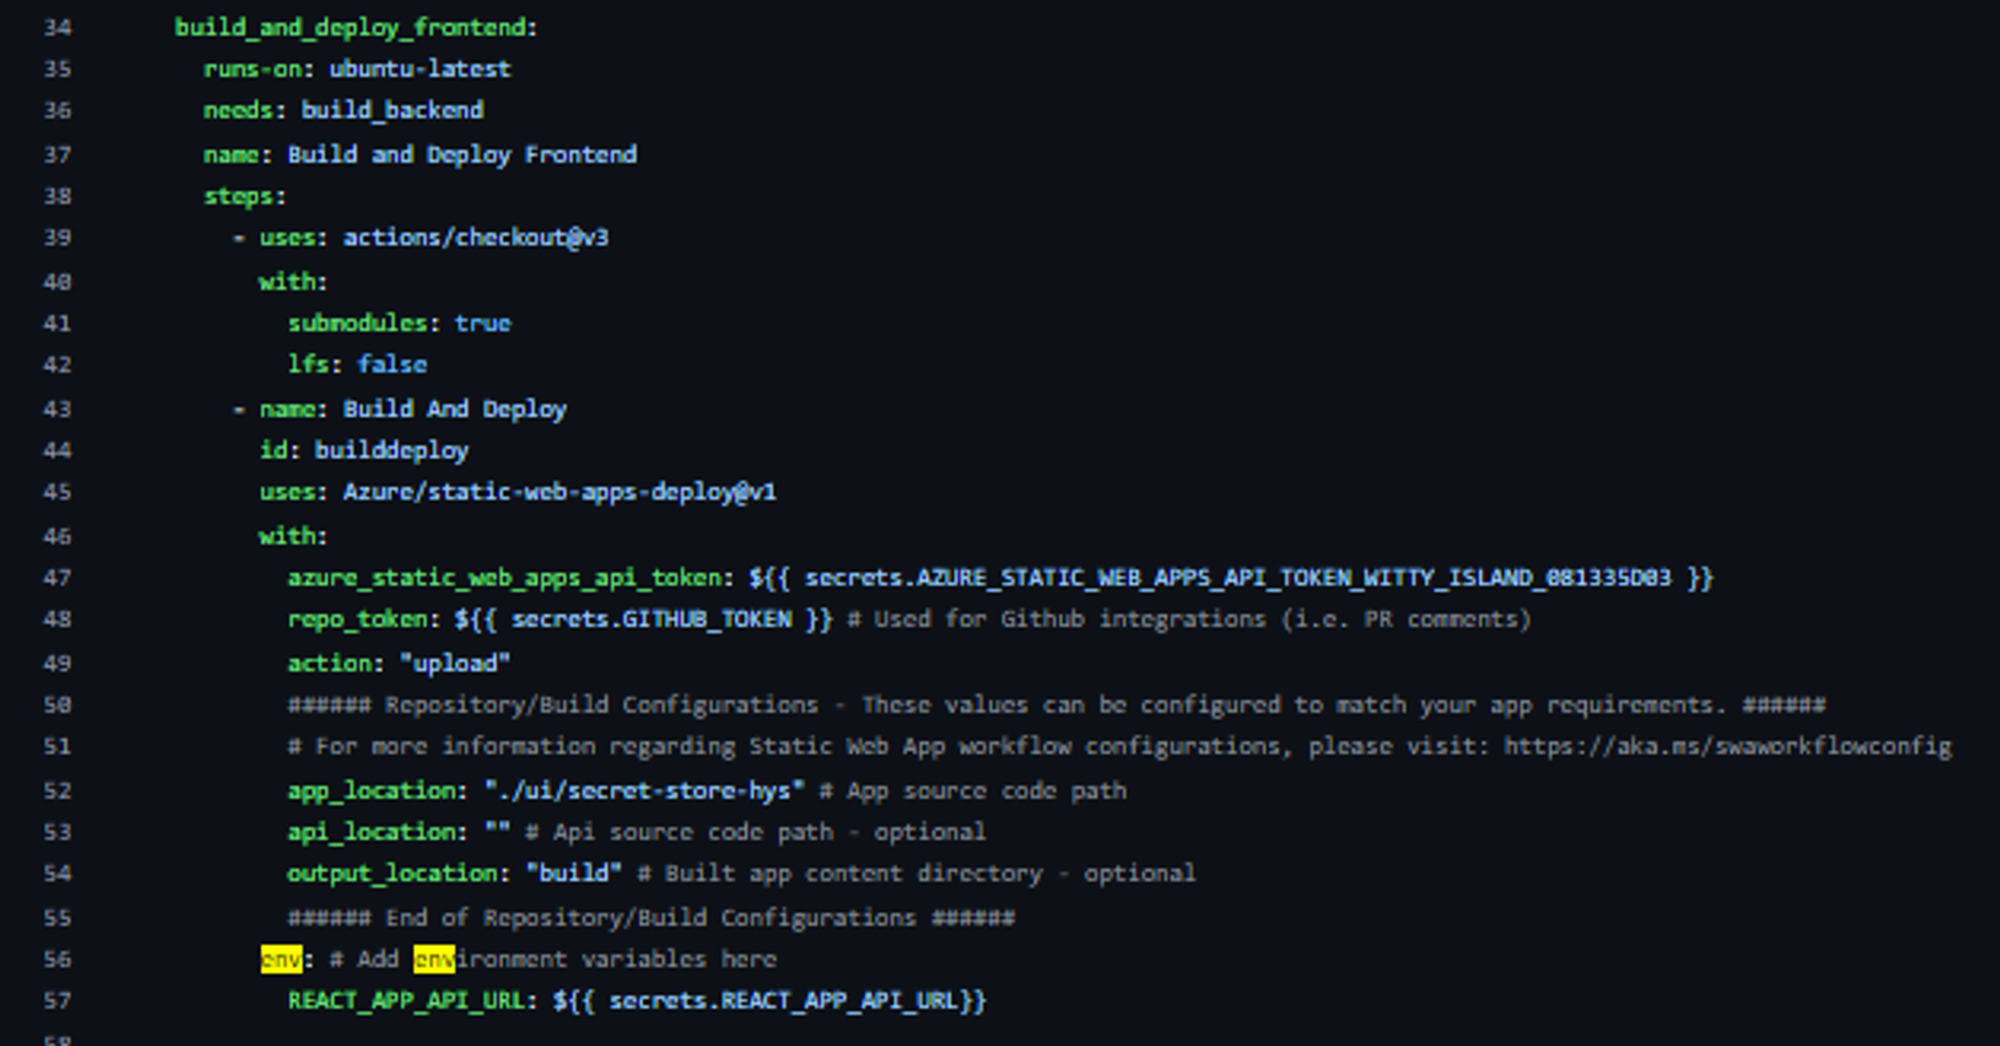 34 build_and_deploy_frontend:
35 runs-on: ubuntu-latest
36 needs: build_backend
37 name: Build and Deploy Frontend
38 steps:
39 - uses: actions/checkout@v3
40 with:
41 submodules: true
42 lfs: false
43 - name: Build And Deploy
44 id: builddeploy
45 uses: Azure/static-web-apps-deploy@v1
46 with:
47 azure_static_web_apps_api_token: ${{ secrets.AZURE_STATIC_WEB_APPS_API_TOKEN_WITTY_ISLAND_081335D03 }}
48 repo_token: ${{ secrets.GITHUB_TOKEN }} # Used for Github integrations (i.e. PR comments)
49 action: "upload"
50 ###### Repository/Build Configurations - These values can be configured to match your app requirements. ######
51 # For more information regarding Static Web App workflow configurations, please visit: https://aka.ms/swaworkflowconfig
52 app_location: "./ui/secret-store-hys" # App source code path
53 api_location: "" # Api source code path - optional
54 output_location: "build" # Built app content directory - optional
55 ###### End of Repository/Build Configurations ######
56 env: # Add environment variables here
57 REACT_APP_API_URL: ${{ secrets.REACT_APP_API_URL}}
58